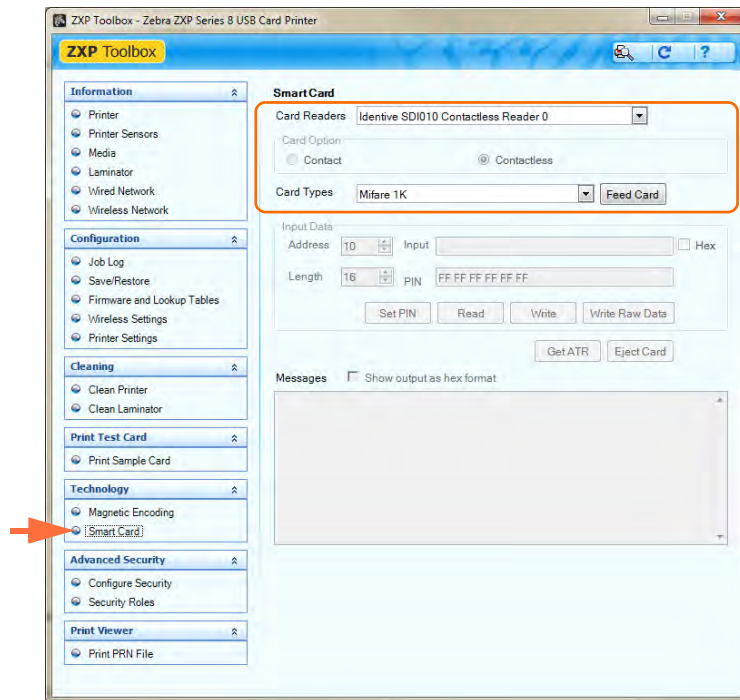 ZXP Toolbox - Zebra ZXP Series 8 USB Card Printer
ZXP Toolbox
?
Information
Printer
Printer Sensors
Media
Laminator
Wired Network
Wireless Network
Configuration
Job Log
Save/Restore
Firmware and Lookup Tables
Wireless Settings
Printer Settings
Cleaning
Clean Printer
Clean Laminator
Print Test Card
Print Sample Card
Technology
Magnetic Encoding
Smart Card
Advanced Security
Configure Security
Security Roles
Print Viewer
Print PRN File
Smart Card
Card Readers Identive SDI010 Contactless Reader 0
Card Option
Contact Contactless
Card Types Mifare 1K Feed Card
Input Data
Address 10 Input Hex
Length 16 PIN FF FF FF FF FF FF
Set PIN Read Write Write Raw Data
Get ATR Eject Card
Messages Show output as hex format